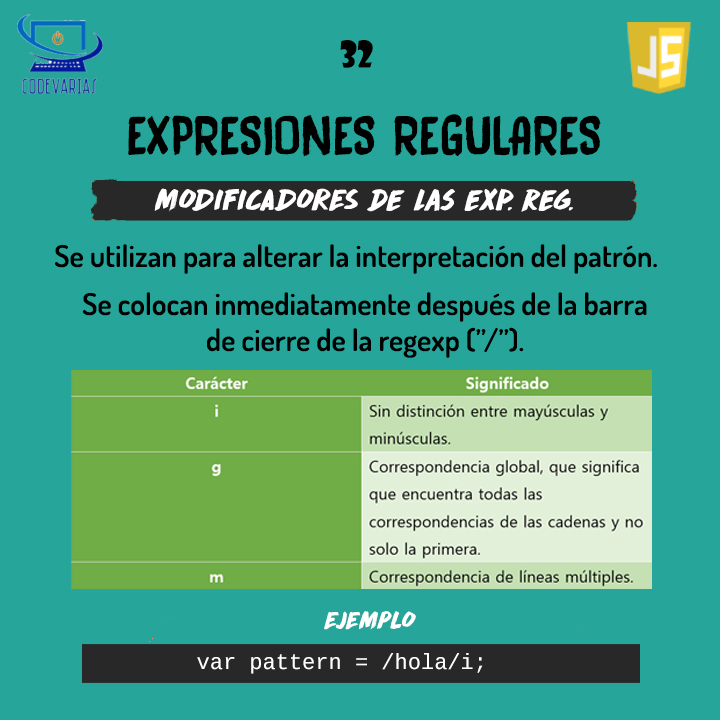 CODEVARIAS
32
JS
EXPRESIONES REGULARES
MODIFICADORES DE LAS EXP. REG.
Se utilizan para alterar la interpretación del patrón.
Se colocan inmediatamente después de la barra
de cierre de la regexp (”/”).
Carácter Significado
i Sin distinción entre mayúsculas y
minúsculas.
g Correspondencia global, que significa
que encuentra todas las
correspondencias de las cadenas y no
solo la primera.
m Correspondencia de líneas múltiples.
EJEMPLO
var pattern = /hola/i;